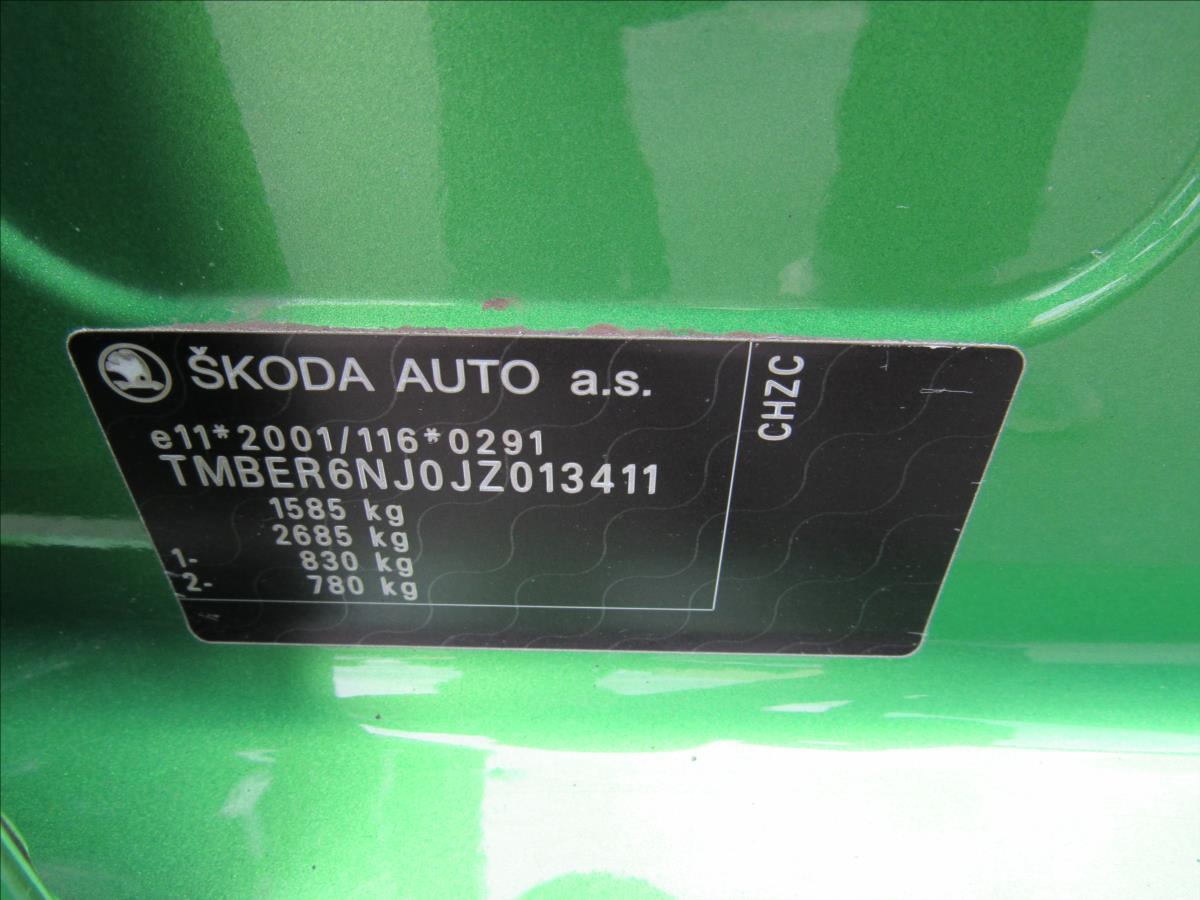 ŠKODA AUTO a.s.
e11*2001/116*0291
TMBER6NJ0JZ013411
1585 kg
2685 kg
1- 830 kg
2- 780 kg
CHZC